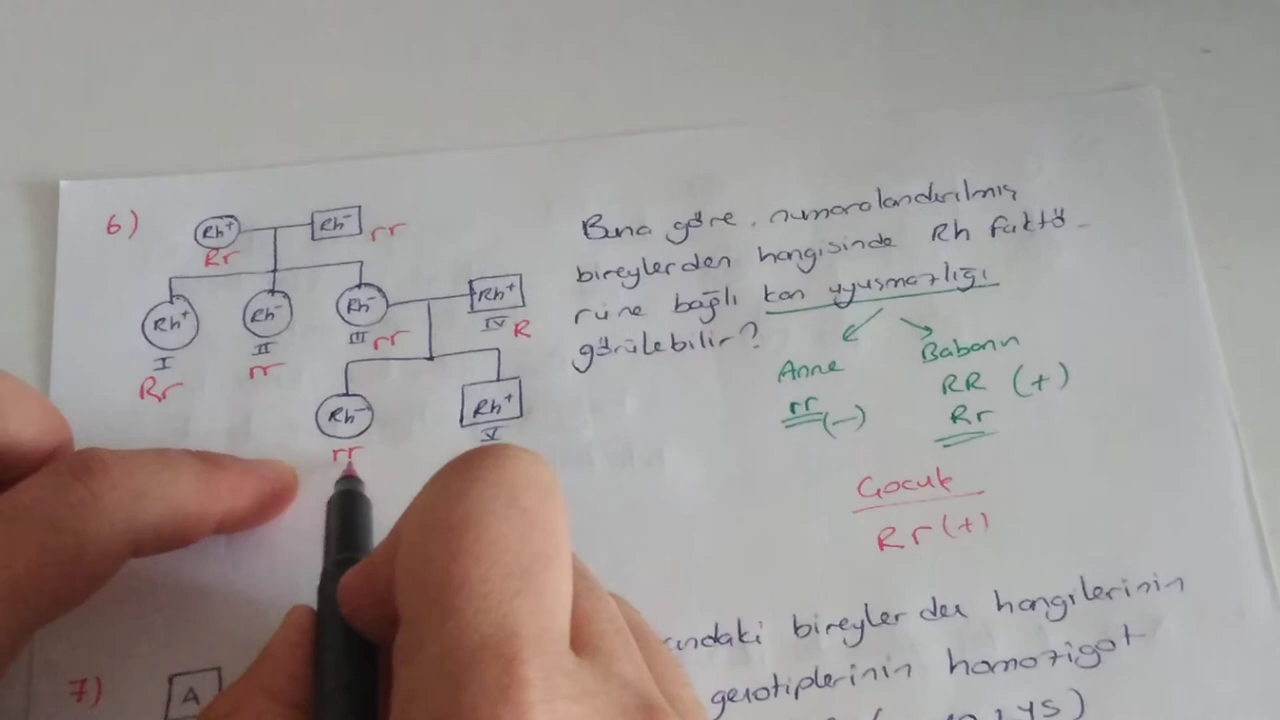 6)
Rh+
Rh-
Rr
rr
Rh+
Rh-
Rh-
Rh+
I
II
III
IV
Rr
rr
rr
R
Rh-
Rh+
rr
V
Buna göre, numaralandırılmış
bireylerden hangisinde Rh faktö-
rüne bağlı kan uyuşmazlığı
görülebilir?
Anne
rr (-)
Babanın
RR (+)
Rr
Çocuk
Rr (+)
7)
A
bireylerden hangilerinin
genotiplerinin homozigot